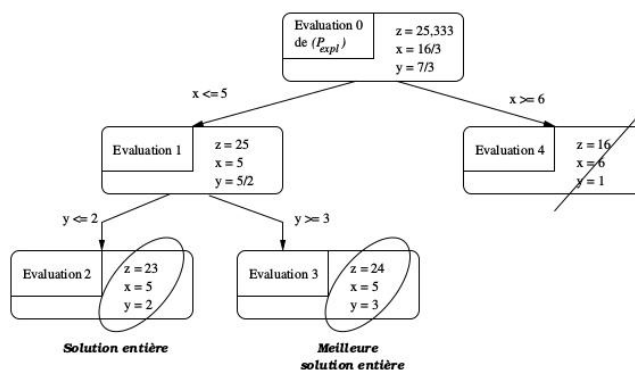 Evaluation 0
de (P_expl)
z = 25,333
x = 16/3
y = 7/3
x <= 5
x >= 6
Evaluation 1
z = 25
x = 5
y = 5/2
Evaluation 4
z = 16
x = 6
y = 1
y <= 2
y >= 3
Evaluation 2
z = 23
x = 5
y = 2
Evaluation 3
z = 24
x = 5
y = 3
Solution entière
Meilleure
solution entière